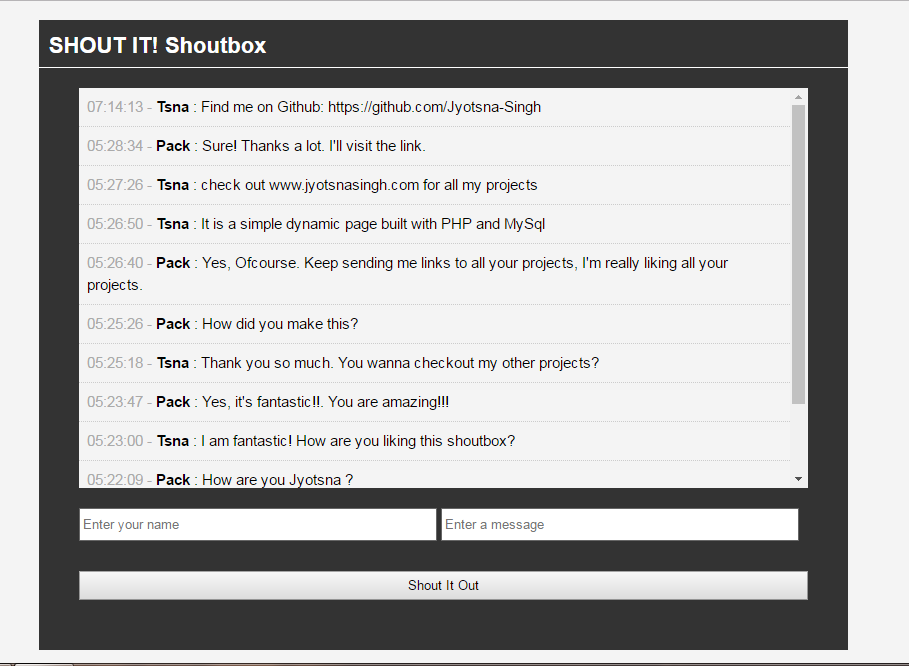 SHOUT IT! Shoutbox
07:14:13 - Tsna : Find me on Github: https://github.com/Jyotsna-Singh
05:28:34 - Pack : Sure! Thanks a lot. I'll visit the link.
05:27:26 - Tsna : check out www.jyotsnasingh.com for all my projects
05:26:50 - Tsna : It is a simple dynamic page built with PHP and MySql
05:26:40 - Pack : Yes, Ofcourse. Keep sending me links to all your projects, I'm really liking all your
projects.
05:25:26 - Pack : How did you make this?
05:25:18 - Tsna : Thank you so much. You wanna checkout my other projects?
05:23:47 - Pack : Yes, it's fantastic!!. You are amazing!!!
05:23:00 - Tsna : I am fantastic! How are you liking this shoutbox?
05:22:09 - Pack : How are you Jyotsna ?
Enter your name Enter a message
Shout It Out